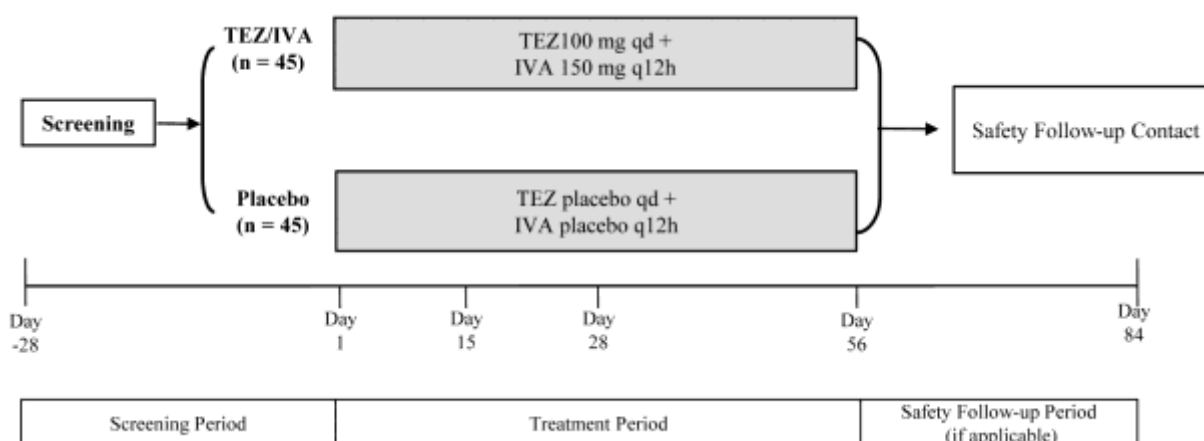 TEZ/IVA
(n = 45)
TEZ100 mg qd +
IVA 150 mg q12h
Screening
Safety Follow-up Contact
Placebo
(n = 45)
TEZ placebo qd +
IVA placebo q12h
Day
-28
Day
1
Day
15
Day
28
Day
56
Day
84
Screening Period
Treatment Period
Safety Follow-up Period
(if applicable)